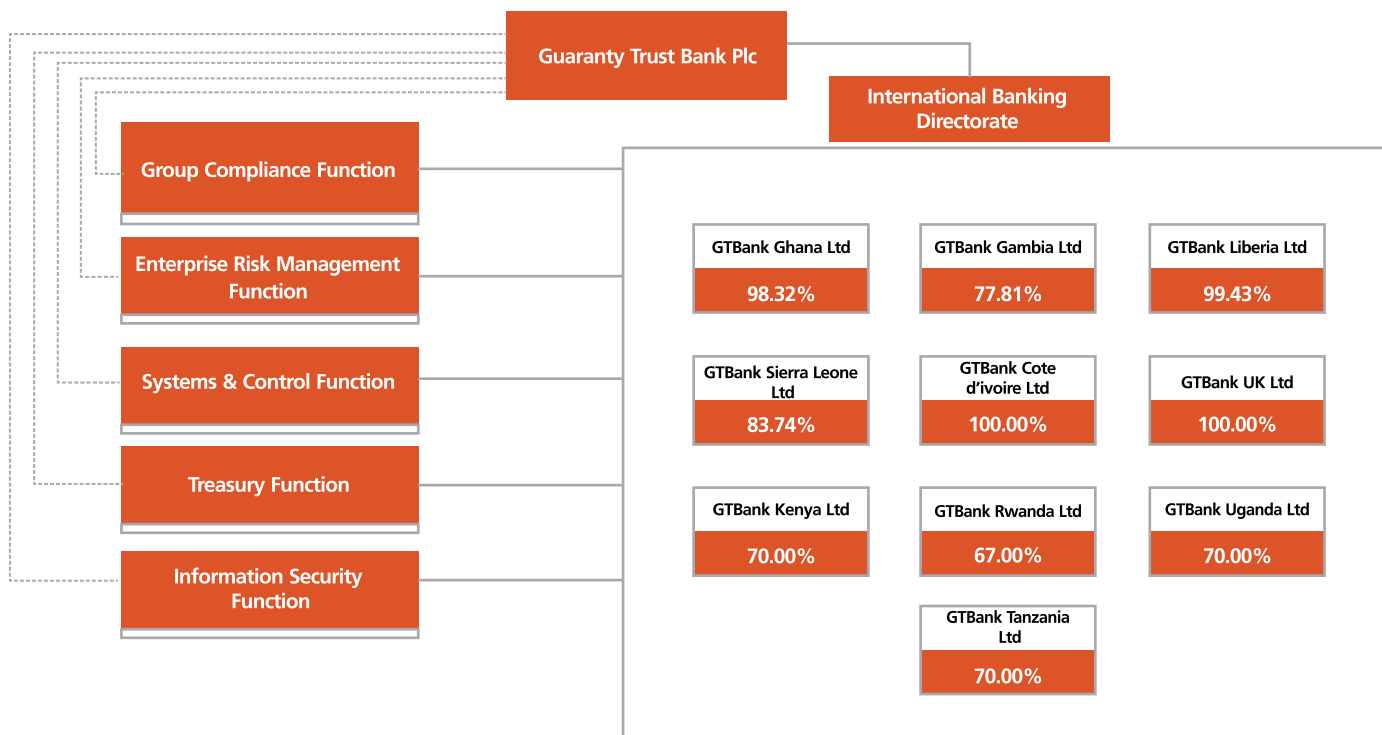 Guaranty Trust Bank Plc
International Banking
Directorate
Group Compliance Function
Enterprise Risk Management
Function
Systems & Control Function
Treasury Function
Information Security
Function
GTBank Ghana Ltd
98.32%
GTBank Gambia Ltd
77.81%
GTBank Liberia Ltd
99.43%
GTBank Sierra Leone
Ltd
83.74%
GTBank Cote
d'ivoire Ltd
100.00%
GTBank UK Ltd
100.00%
GTBank Kenya Ltd
70.00%
GTBank Rwanda Ltd
67.00%
GTBank Uganda Ltd
70.00%
GTBank Tanzania
Ltd
70.00%